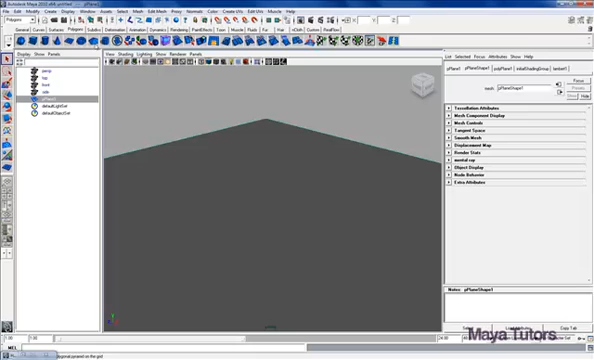 Autodesk Maya 2010 x64: untitled - pPlane1
File Edit Modify Create Display Window Assets Select Mesh Edit Mesh Proxy Normals Color Create UVs Edit UVs Muscle Help
Polygons
General Curves Surfaces Polygons Subdivs Deformation Animation Dynamics Rendering PaintEffects Toon Muscle Fluids Fur Hair nCloth Custom
Display Show Panels
View Shading Lighting Show Renderer Panels
List Selected Focus Attributes Show Help
persp
top
front
side
pPlane1
defaultLightSet
defaultObjectSet
pPlane1 pPlaneShape1 polyPlane1 initialShadingGroup lambert1
mesh: pPlaneShape1
Focus
Presets
Show Hide
Tessellation Attributes
Mesh Component Display
Mesh Controls
Tangent Space
Smooth Mesh
Displacement Map
Render Stats
mental ray
Object Display
Node Behavior
Extra Attributes
Notes: pPlaneShape1
Select Load Attributes Copy Tab
Maya Tutors
1.00 1.00 24.00
MEL